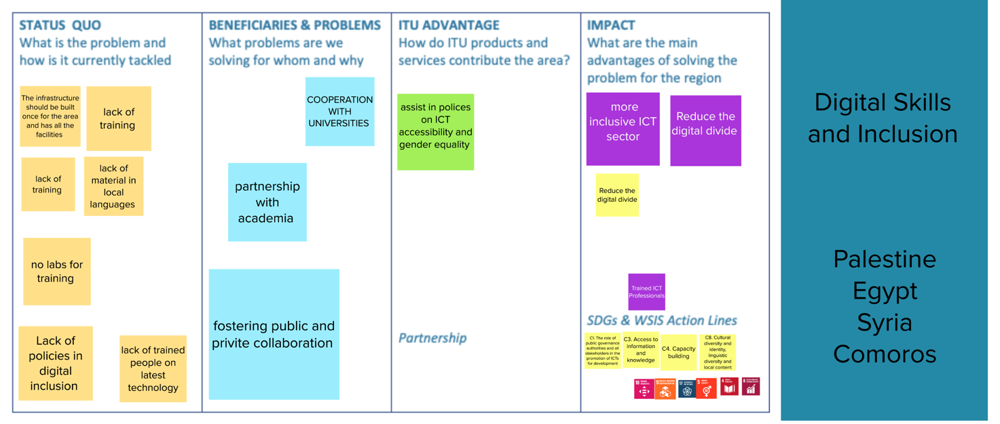 STATUS QUO
What is the problem and
how is it currently tackled
The infrastructure
should be built
once for the area
and has all the
facilities
lack of
training
lack of
training
lack of
material in
local
languages
no labs for
training
Lack of
policies in
digital
inclusion
lack of trained
people on
latest
technology
BENEFICIARIES & PROBLEMS
What problems are we
solving for whom and why
COOPERATION
WITH
UNIVERSITIES
partnership
with
academia
fostering public and
privite collaboration
ITU ADVANTAGE
How do ITU products and
services contribute the area?
assist in polices
on ICT
accessibility and
gender equality
Partnership
IMPACT
What are the main
advantages of solving the
problem for the region
more
inclusive ICT
sector
Reduce the
digital divide
Reduce the
digital divide
Trained ICT
Professionals
SDGs & WSIS Action Lines
C1. The role of
public governance
authorities and all
stakeholders in the
promotion of ICTs
for development
C3. Access to
information
and
knowledge
C4. Capacity
building
C8. Cultural
diversity and
identity,
linguistic
diversity and
local content
10
9
17
5
4
8
Digital Skills
and Inclusion
Palestine
Egypt
Syria
Comoros